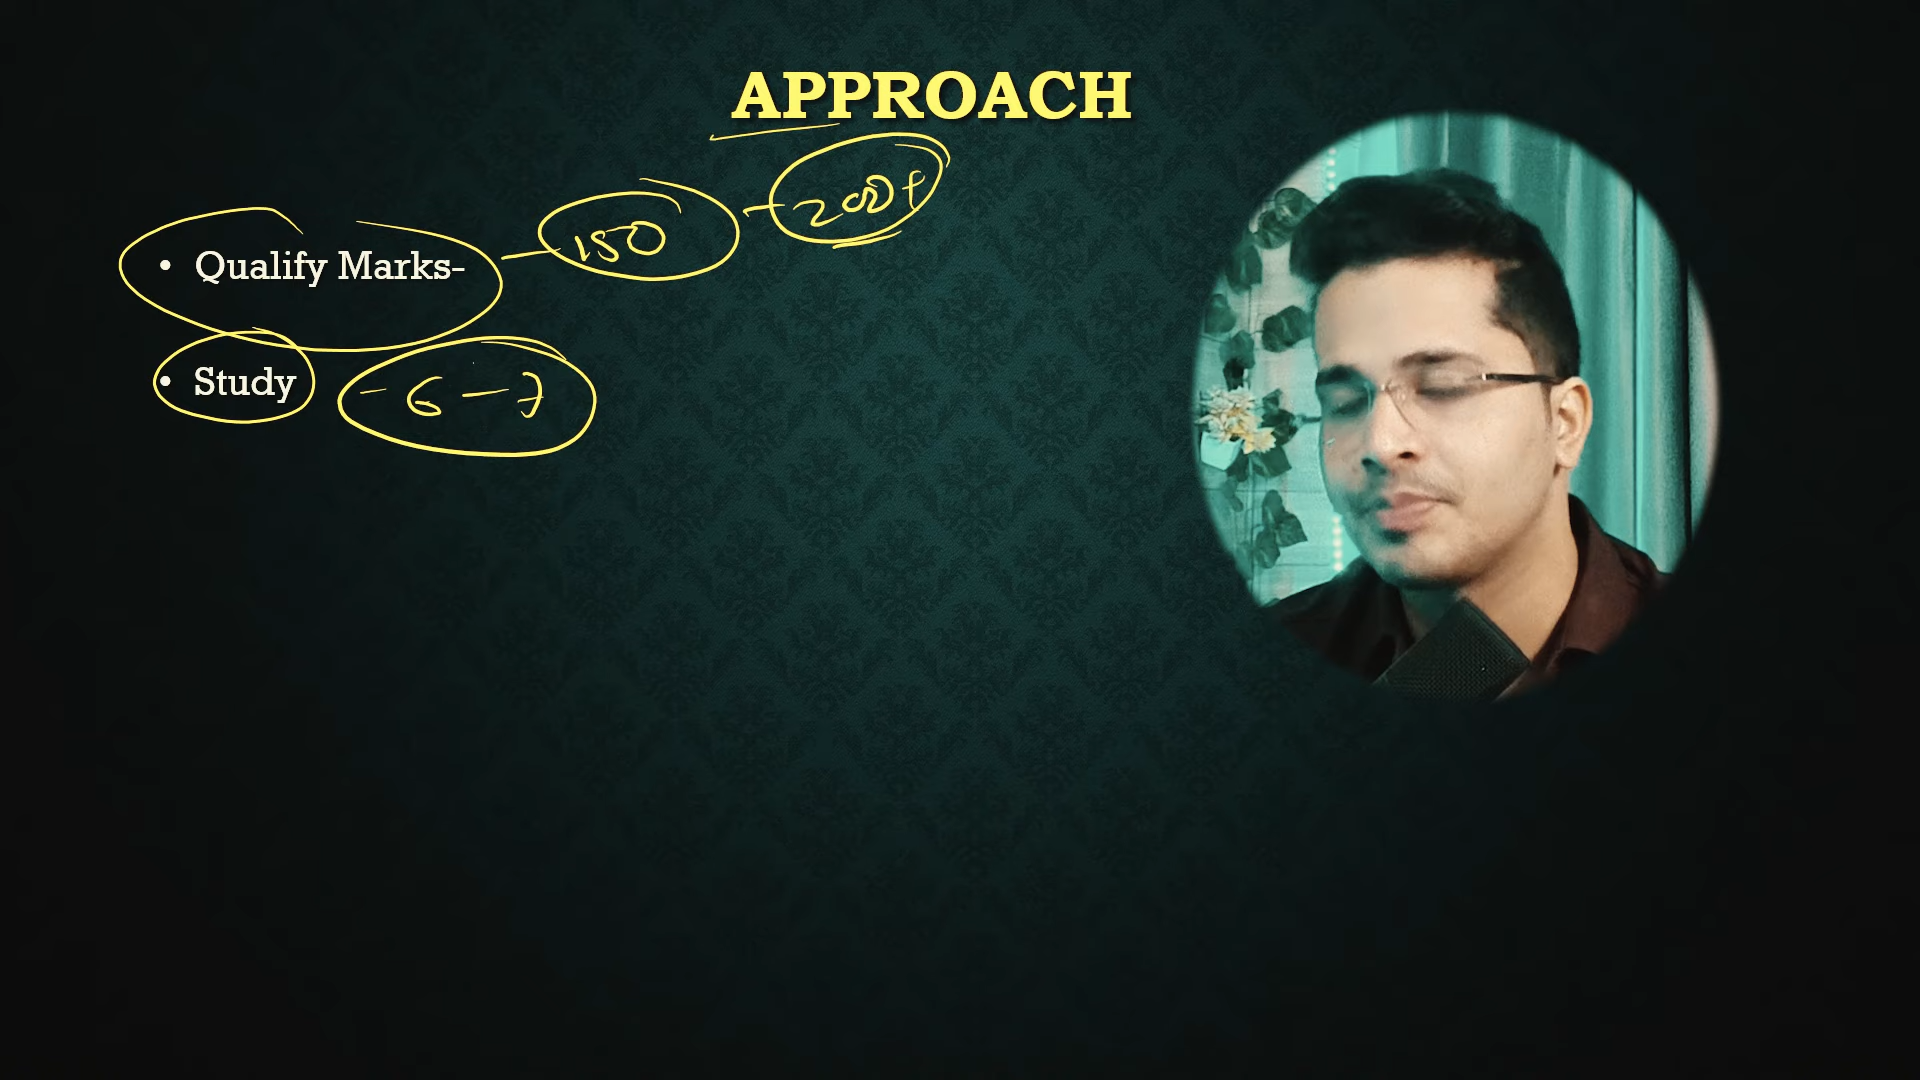 APPROACH
• Qualify Marks- - 150 - 200+
• Study - 6 - 7